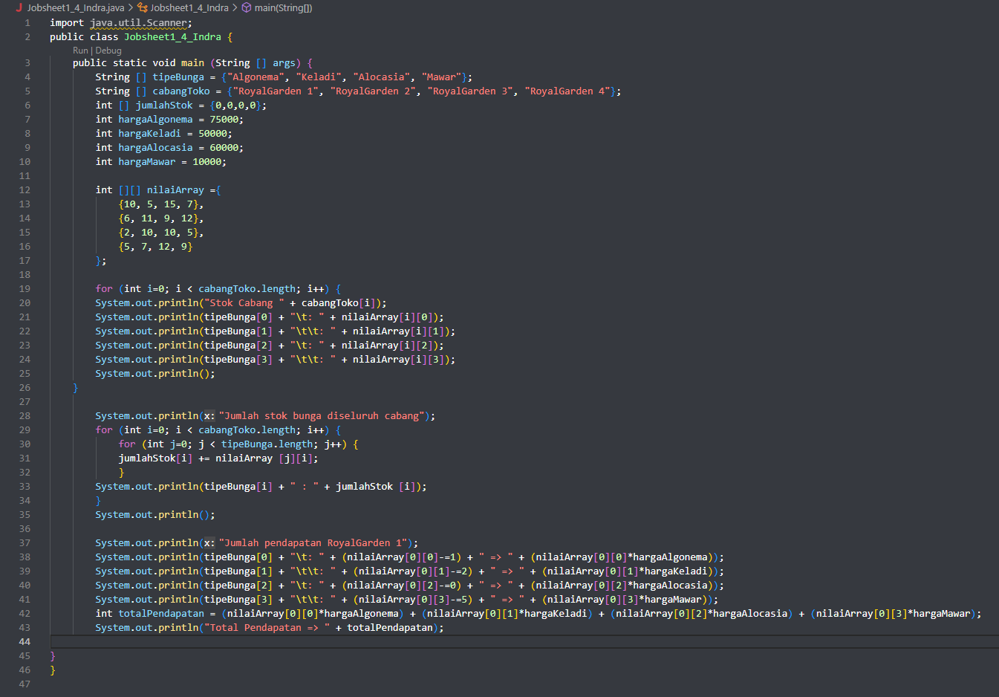 Jobsheet1_4_Indra.java > Jobsheet1_4_Indra > main(String[])
1 import java.util.Scanner;
2 public class Jobsheet1_4_Indra {
Run | Debug
3 public static void main (String [] args) {
4 String [] tipeBunga = {"Algonema", "Keladi", "Alocasia", "Mawar"};
5 String [] cabangToko = {"RoyalGarden 1", "RoyalGarden 2", "RoyalGarden 3", "RoyalGarden 4"};
6 int [] jumlahStok = {0,0,0,0};
7 int hargaAlgonema = 75000;
8 int hargaKeladi = 50000;
9 int hargaAlocasia = 60000;
10 int hargaMawar = 10000;
11
12 int [][] nilaiArray ={
13 {10, 5, 15, 7},
14 {6, 11, 9, 12},
15 {2, 10, 10, 5},
16 {5, 7, 12, 9}
17 };
18
19 for (int i=0; i < cabangToko.length; i++) {
20 System.out.println("Stok Cabang " + cabangToko[i]);
21 System.out.println(tipeBunga[0] + "\t: " + nilaiArray[i][0]);
22 System.out.println(tipeBunga[1] + "\t\t: " + nilaiArray[i][1]);
23 System.out.println(tipeBunga[2] + "\t: " + nilaiArray[i][2]);
24 System.out.println(tipeBunga[3] + "\t\t: " + nilaiArray[i][3]);
25 System.out.println();
26 }
27
28 System.out.println(x: "Jumlah stok bunga diseluruh cabang");
29 for (int i=0; i < cabangToko.length; i++) {
30 for (int j=0; j < tipeBunga.length; j++) {
31 jumlahStok[i] += nilaiArray [j][i];
32 }
33 System.out.println(tipeBunga[i] + " : " + jumlahStok [i]);
34 }
35 System.out.println();
36
37 System.out.println(x: "Jumlah pendapatan RoyalGarden 1");
38 System.out.println(tipeBunga[0] + "\t: " + (nilaiArray[0][0]-=1) + " => " + (nilaiArray[0][0]*hargaAlgonema));
39 System.out.println(tipeBunga[1] + "\t\t: " + (nilaiArray[0][1]-=2) + " => " + (nilaiArray[0][1]*hargaKeladi));
40 System.out.println(tipeBunga[2] + "\t: " + (nilaiArray[0][2]-=0) + " => " + (nilaiArray[0][2]*hargaAlocasia));
41 System.out.println(tipeBunga[3] + "\t\t: " + (nilaiArray[0][3]-=5) + " => " + (nilaiArray[0][3]*hargaMawar));
42 int totalPendapatan = (nilaiArray[0][0]*hargaAlgonema) + (nilaiArray[0][1]*hargaKeladi) + (nilaiArray[0][2]*hargaAlocasia) + (nilaiArray[0][3]*hargaMawar);
43 System.out.println("Total Pendapatan => " + totalPendapatan);
44
45 }
46 }
47